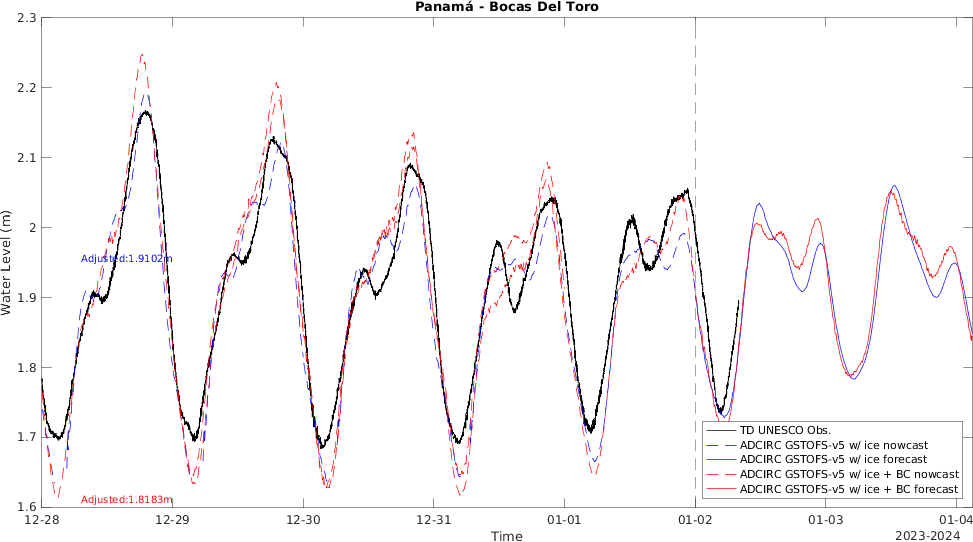 Panamá - Bocas Del Toro
2.3
2.2
2.1
2
1.9
1.8
1.7
1.6
Water Level (m)
Adjusted:1.9102m
Adjusted:1.8183m
TD UNESCO Obs.
ADCIRC GSTOFS-v5 w/ ice nowcast
ADCIRC GSTOFS-v5 w/ ice forecast
ADCIRC GSTOFS-v5 w/ ice + BC nowcast
ADCIRC GSTOFS-v5 w/ ice + BC forecast
12-28 12-29 12-30 12-31 01-01 01-02 01-03 01-04
Time
2023-2024